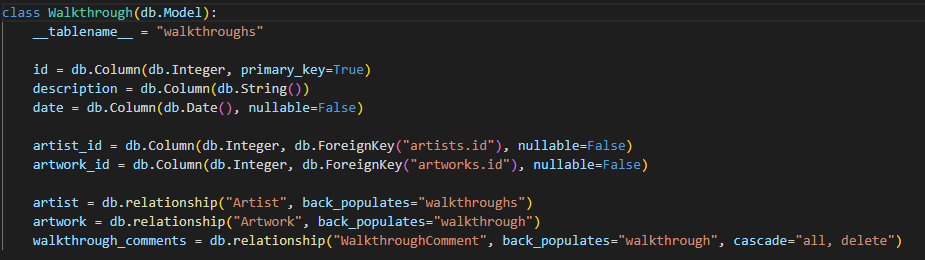 class Walkthrough(db.Model):
__tablename__ = "walkthroughs"
id = db.Column(db.Integer, primary_key=True)
description = db.Column(db.String())
date = db.Column(db.Date(), nullable=False)
artist_id = db.Column(db.Integer, db.ForeignKey("artists.id"), nullable=False)
artwork_id = db.Column(db.Integer, db.ForeignKey("artworks.id"), nullable=False)
artist = db.relationship("Artist", back_populates="walkthroughs")
artwork = db.relationship("Artwork", back_populates="walkthrough")
walkthrough_comments = db.relationship("WalkthroughComment", back_populates="walkthrough", cascade="all, delete")